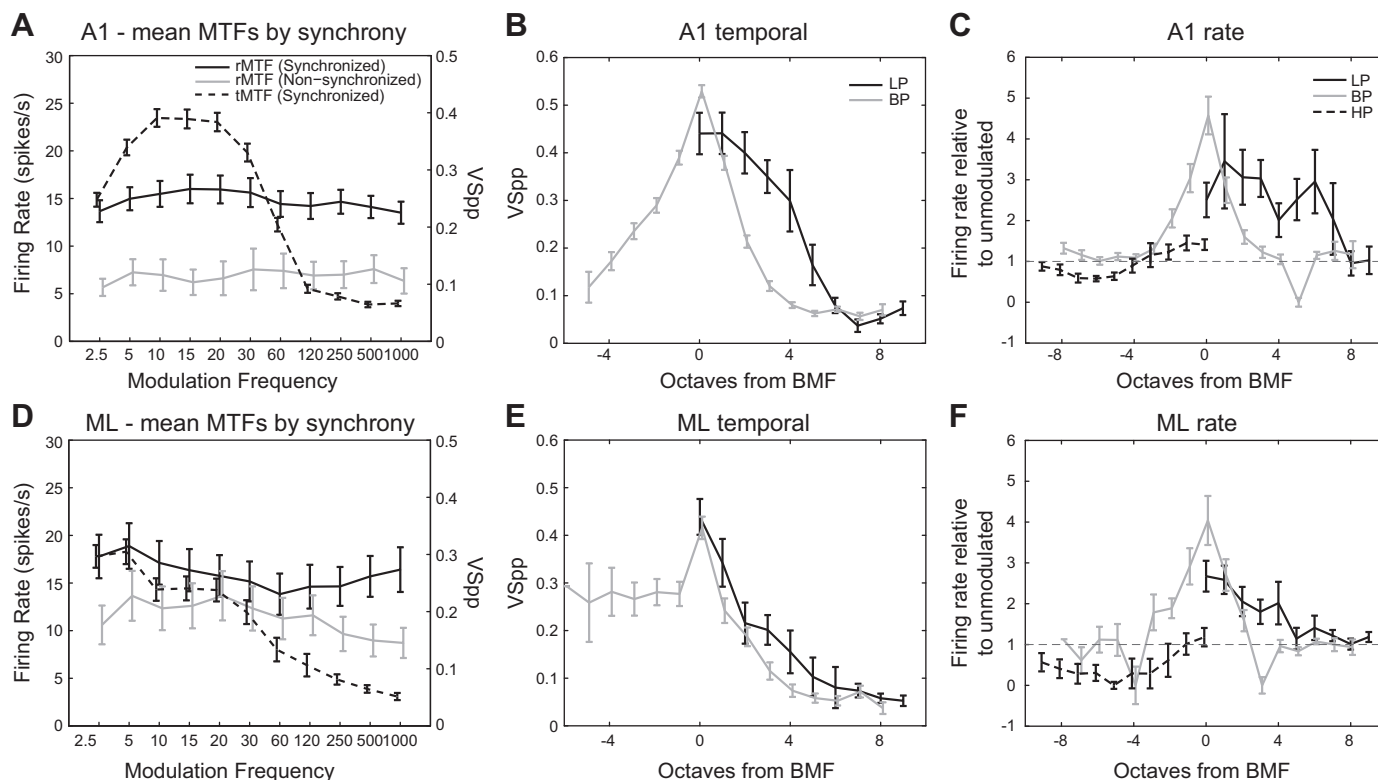 A
A1 - mean MTFs by synchrony
30
25
20
15
10
5
0
Firing Rate (spikes/s)
0.5
0.4
0.3
0.2
0.1
0
VSpp
rMTF (Synchronized)
rMTF (Non-synchronized)
tMTF (Synchronized)
2.5 5 10 15 20 30 60 120 250 500 1000
Modulation Frequency
B
A1 temporal
0.6
0.5
0.4
0.3
0.2
0.1
0
VSpp
LP
BP
-4 0 4 8
Octaves from BMF
C
A1 rate
6
5
4
3
2
1
0
-1
Firing rate relative
to unmodulated
LP
BP
HP
-8 -4 0 4 8
Octaves from BMF
D
ML - mean MTFs by synchrony
30
25
20
15
10
5
0
Firing Rate (spikes/s)
0.5
0.4
0.3
0.2
0.1
0
VSpp
2.5 5 10 15 20 30 60 120 250 500 1000
Modulation Frequency
E
ML temporal
0.6
0.5
0.4
0.3
0.2
0.1
0
VSpp
-4 0 4 8
Octaves from BMF
F
ML rate
6
5
4
3
2
1
0
-1
Firing rate relative
to unmodulated
-8 -4 0 4 8
Octaves from BMF